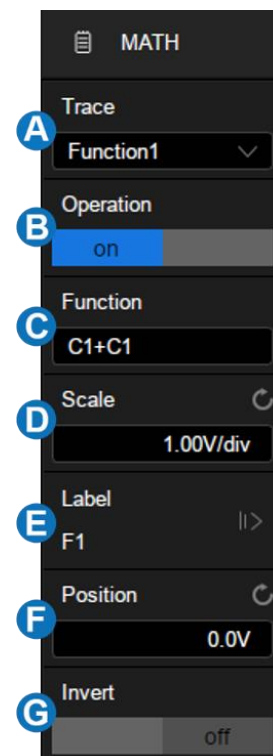 MATH
Trace
A
Function1
Operation
B
on
Function
C
C1+C1
Scale
D
1.00V/div
Label
E
F1
Position
F
0.0V
Invert
G
off